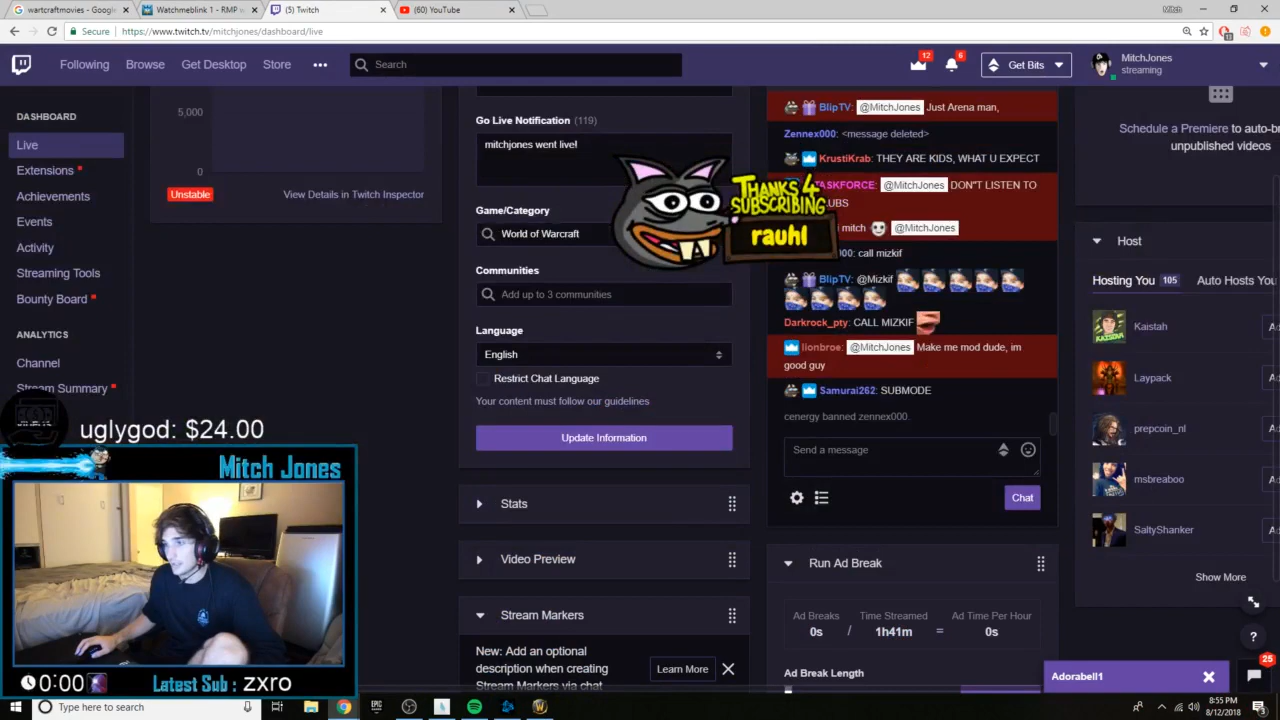 wartcraftmovies - Googl
Watchmeblink 1 - RMP w
(5) Twitch
(60) YouTube
Mitch
Secure
https://www.twitch.tv/mitchjones/dashboard/live
Following
Browse
Get Desktop
Store
Search
12
6
Get Bits
MitchJones
streaming
DASHBOARD
Live
Extensions
Achievements
Events
Activity
Streaming Tools
Bounty Board
ANALYTICS
Channel
Stream Summary
5,000
0
Unstable
View Details in Twitch Inspector
Go Live Notification (119)
mitchjones went live!
Game/Category
World of Warcraft
Communities
Add up to 3 communities
Language
English
Restrict Chat Language
Your content must follow our guidelines
Update Information
Stats
Video Preview
Stream Markers
New: Add an optional
description when creating
Stream Markers via chat
Learn More
THANKS 4
SUBSCRIBING
rauhl
BlipTV: @MitchJones Just Arena man,
Zennex000: <message deleted>
KrustiKrab: THEY ARE KIDS, WHAT U EXPECT
TASKFORCE: @MitchJones DON"T LISTEN TO
mitch @MitchJones
call mizkif
BlipTV: @Mizkif
Darkrock_pty: CALL MIZKIF
lionbroe: @MitchJones Make me mod dude, im
good guy
Samurai262: SUBMODE
cenergy banned zennex000.
Send a message
Chat
Run Ad Break
Ad Breaks
Time Streamed
Ad Time Per Hour
0s / 1h41m = 0s
Ad Break Length
Schedule a Premiere to auto-
unpublished videos
Host
Hosting You 105
Auto Hosts You
Kaistah
Laypack
prepcoin_nl
msbreaboo
SaltyShanker
Show More
?
25
Adorabell1
uglygod: $24.00
Mitch Jones
0:00
Latest Sub : zxro
Type here to search
8:55 PM
8/12/2018